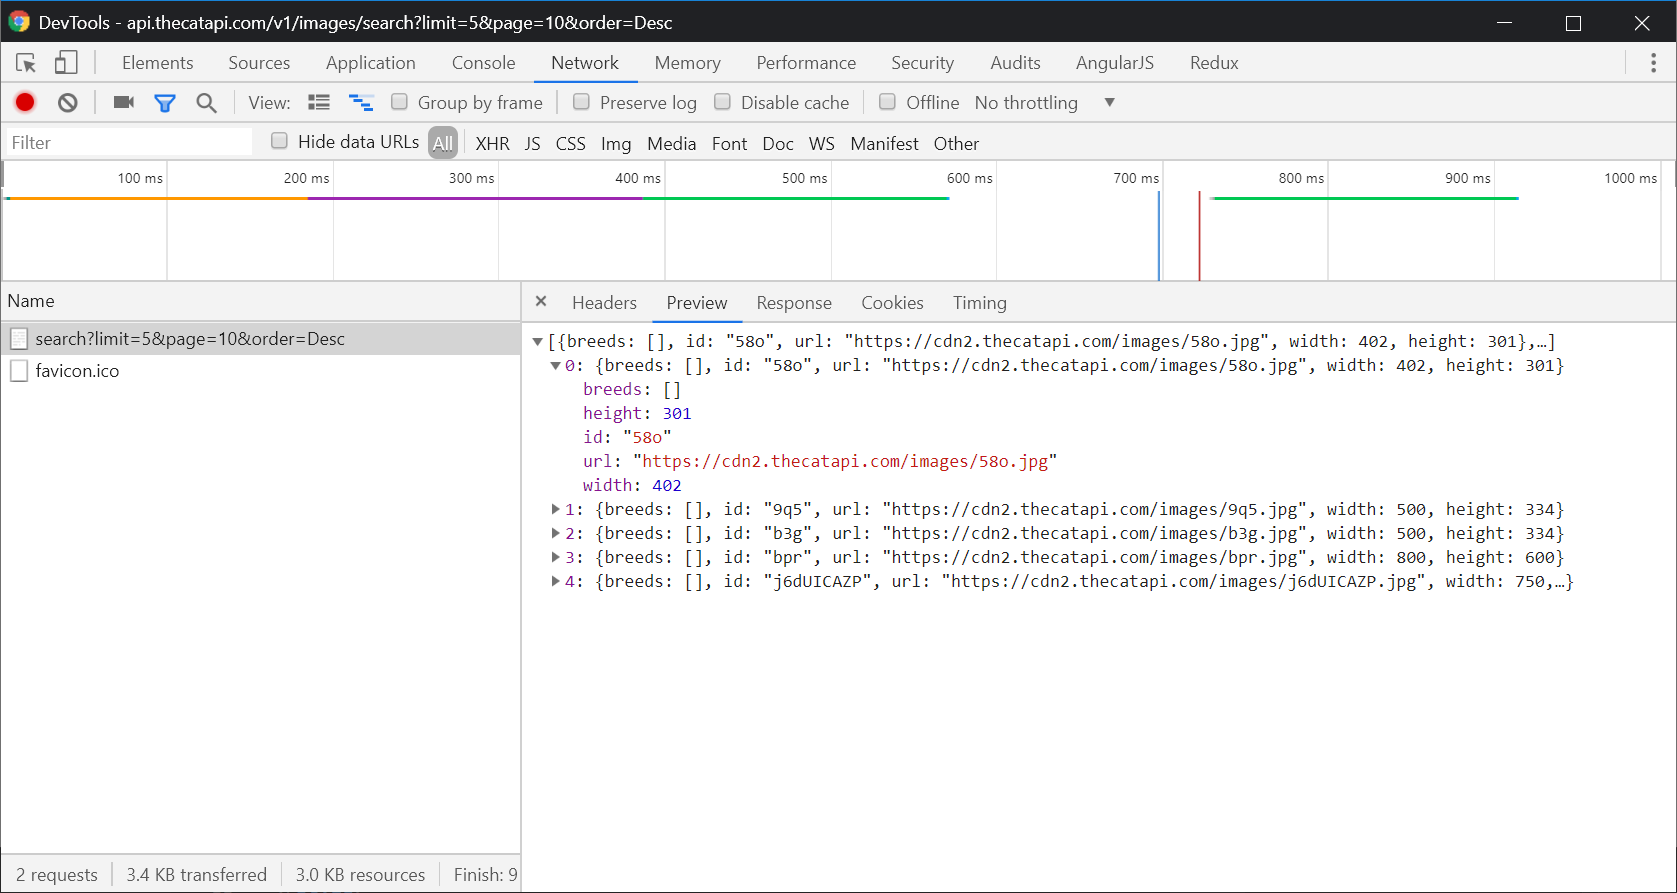 DevTools - api.thecatapi.com/v1/images/search?limit=5&page=10&order=Desc
Elements Sources Application Console Network Memory Performance Security Audits AngularJS Redux
View: Group by frame Preserve log Disable cache Offline No throttling
Filter Hide data URLs All XHR JS CSS Img Media Font Doc WS Manifest Other
100 ms 200 ms 300 ms 400 ms 500 ms 600 ms 700 ms 800 ms 900 ms 1000 ms
Name
search?limit=5&page=10&order=Desc
favicon.ico
Headers Preview Response Cookies Timing
[{breeds: [], id: "58o", url: "https://cdn2.thecatapi.com/images/58o.jpg", width: 402, height: 301},…]
0: {breeds: [], id: "58o", url: "https://cdn2.thecatapi.com/images/58o.jpg", width: 402, height: 301}
breeds: []
height: 301
id: "58o"
url: "https://cdn2.thecatapi.com/images/58o.jpg"
width: 402
1: {breeds: [], id: "9q5", url: "https://cdn2.thecatapi.com/images/9q5.jpg", width: 500, height: 334}
2: {breeds: [], id: "b3g", url: "https://cdn2.thecatapi.com/images/b3g.jpg", width: 500, height: 334}
3: {breeds: [], id: "bpr", url: "https://cdn2.thecatapi.com/images/bpr.jpg", width: 800, height: 600}
4: {breeds: [], id: "j6dUICAZP", url: "https://cdn2.thecatapi.com/images/j6dUICAZP.jpg", width: 750,…}
2 requests 3.4 KB transferred 3.0 KB resources Finish: 9